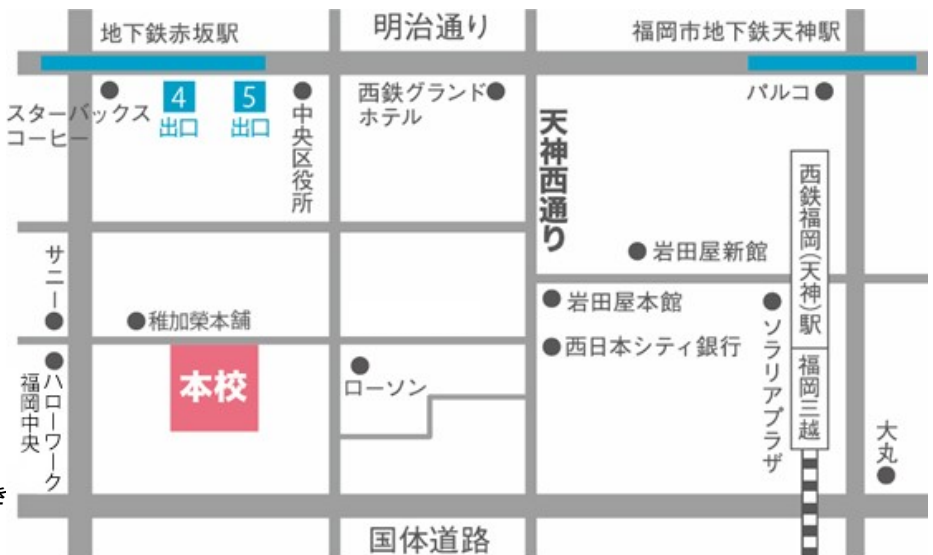 地下鉄赤坂駅
明治通り
福岡市地下鉄天神駅
スターバックス
コーヒー
4
出口
5
出口
中央区役所
西鉄グランド
ホテル
天神西通り
パルコ
西鉄福岡(天神)駅
サニー
岩田屋新館
稚加榮本舗
岩田屋本館
西日本シティ銀行
ソラリアプラザ
福岡三越
ハローワーク
福岡中央
本校
ローソン
大丸
き
国体道路